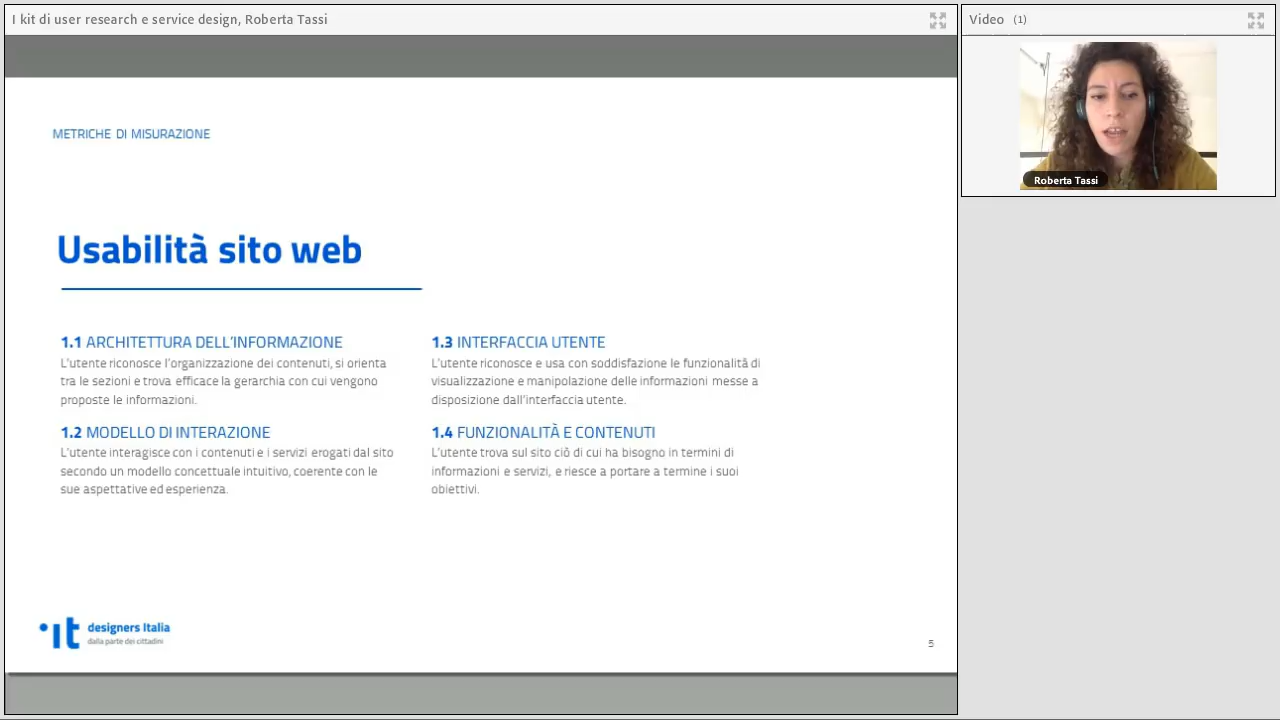 I kit di user research e service design, Roberta Tassi
Video (1)
Roberta Tassi
METRICHE DI MISURAZIONE
Usabilità sito web
1.1 ARCHITETTURA DELL'INFORMAZIONE
L'utente riconosce l'organizzazione dei contenuti, si orienta
tra le sezioni e trova efficace la gerarchia con cui vengono
proposte le informazioni.
1.2 MODELLO DI INTERAZIONE
L'utente interagisce con i contenuti e i servizi erogati dal sito
secondo un modello concettuale intuitivo, coerente con le
sue aspettative ed esperienza.
1.3 INTERFACCIA UTENTE
L'utente riconosce e usa con soddisfazione le funzionalità di
visualizzazione e manipolazione delle informazioni messe a
disposizione dall'interfaccia utente.
1.4 FUNZIONALITÀ E CONTENUTI
L'utente trova sul sito ciò di cui ha bisogno in termini di
informazioni e servizi, e riesce a portare a termine i suoi
obiettivi.
it designers Italia
dalla parte dei cittadini
5